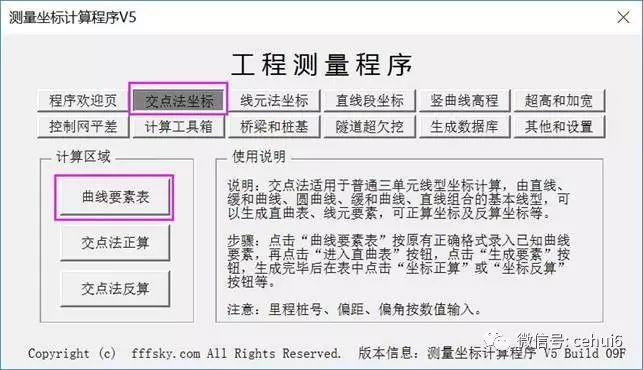 测量坐标计算程序V5
工程测量程序
程序欢迎页 交点法坐标 线元法坐标 直线段坐标 竖曲线高程 超高和加宽
控制网平差 计算工具箱 桥梁和桩基 隧道超欠挖 生成数据库 其他和设置
计算区域
曲线要素表
交点法正算
交点法反算
使用说明
说明：交点法适用于普通三单元线型坐标计算，由直线、
缓和曲线、圆曲线、缓和曲线、直线组合的基本线型，可
以生成直曲表、线元要素，可正算坐标及反算坐标等。
步骤：点击“曲线要素表”按原有正确格式录入已知曲线
要素，再点击“进入直曲表”按钮，点击“生成要素”按
钮，生成完毕后在表中点击“坐标正算”或“坐标反算”
按钮等。
注意：里程桩号、偏距、偏角按数值输入。
微信号: cehui6
Copyright (c) fffsky.com All Rights Reserved. 版本信息：测量坐标计算程序 V5 Build 09F